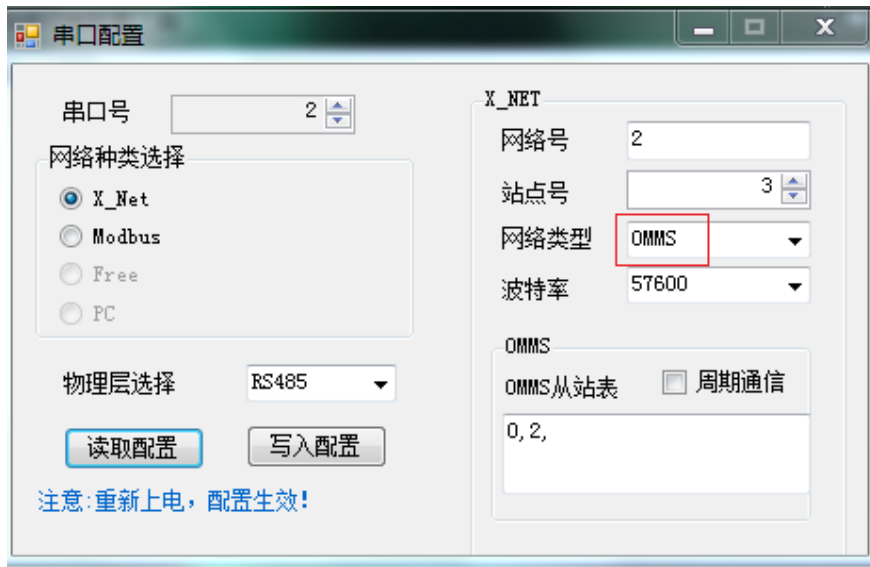 串口配置
串口号 2
网络种类选择
X_Net
Modbus
Free
PC
物理层选择 RS485
读取配置 写入配置
注意:重新上电，配置生效!
X_NET
网络号 2
站点号 3
网络类型 OMMS
波特率 57600
OMMS
OMMS从站表 周期通信
0,2,